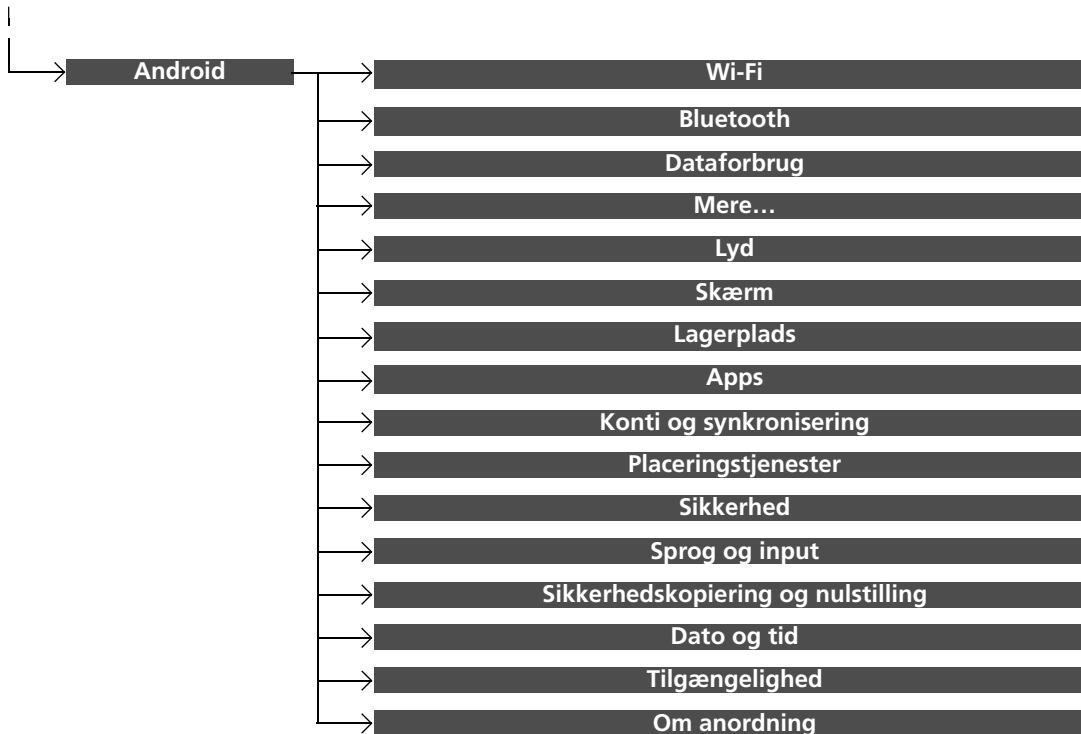 Android
Wi-Fi
Bluetooth
Dataforbrug
Mere…
Lyd
Skærm
Lagerplads
Apps
Konti og synkronisering
Placeringstjenester
Sikkerhed
Sprog og input
Sikkerhedskopiering og nulstilling
Dato og tid
Tilgængelighed
Om anordning